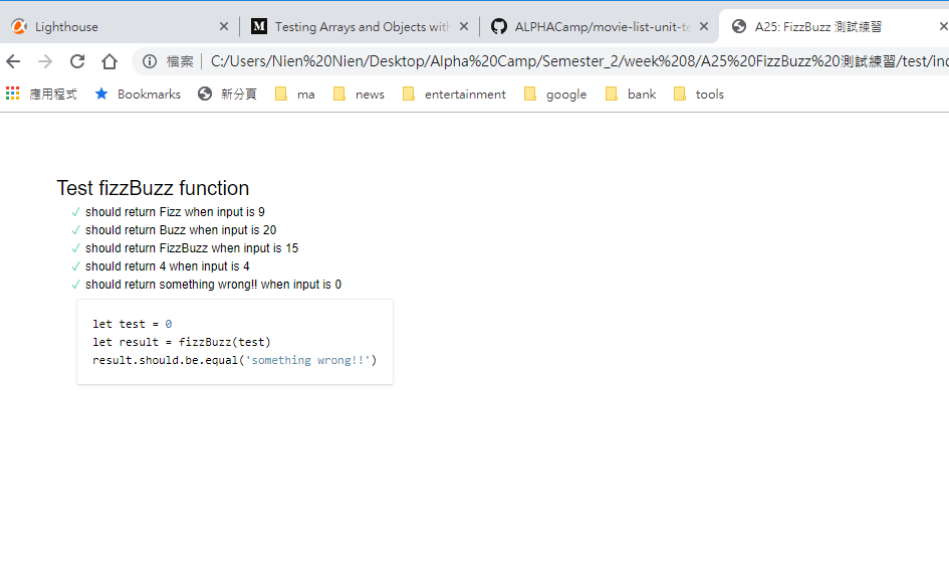 Lighthouse
Testing Arrays and Objects with
ALPHACamp/movie-list-unit-te
A25: FizzBuzz 測試練習
檔案 C:/Users/Nien%20Nien/Desktop/Alpha%20Camp/Semester_2/week%208/A25%20FizzBuzz%20測試練習/test/ind
應用程式 Bookmarks 新分頁 ma news entertainment google bank tools
Test fizzBuzz function
✓ should return Fizz when input is 9
✓ should return Buzz when input is 20
✓ should return FizzBuzz when input is 15
✓ should return 4 when input is 4
✓ should return something wrong!! when input is 0
let test = 0
let result = fizzBuzz(test)
result.should.be.equal('something wrong!!')